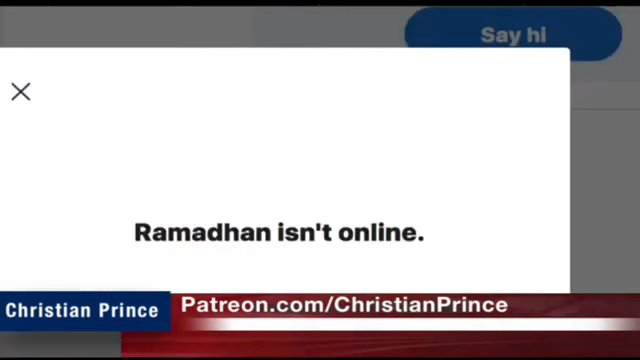 Say hi
Ramadhan isn't online.
Patreon.com/ChristianPrince
Christian Prince